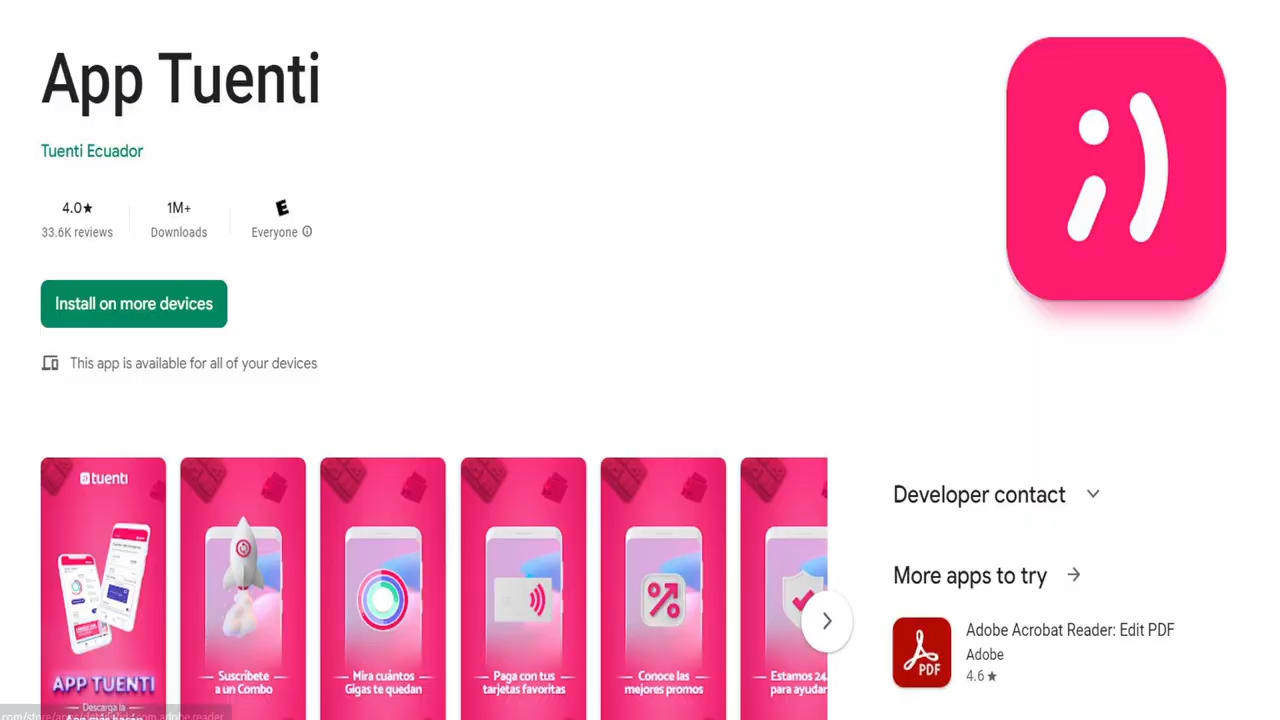 App Tuenti
Tuenti Ecuador
4.0★
33.6K reviews
1M+
Downloads
E
Everyone
Install on more devices
This app is available for all of your devices
tuenti
APP TUENTI
Descarga la
Suscríbete
a un Combo
Mira cuántos
Gigas te quedan
Paga con tus
tarjetas favoritas
Conoce las
mejores promos
Estamos 24
para ayudar
Developer contact
More apps to try
PDF
Adobe Acrobat Reader: Edit PDF
Adobe
4.6★